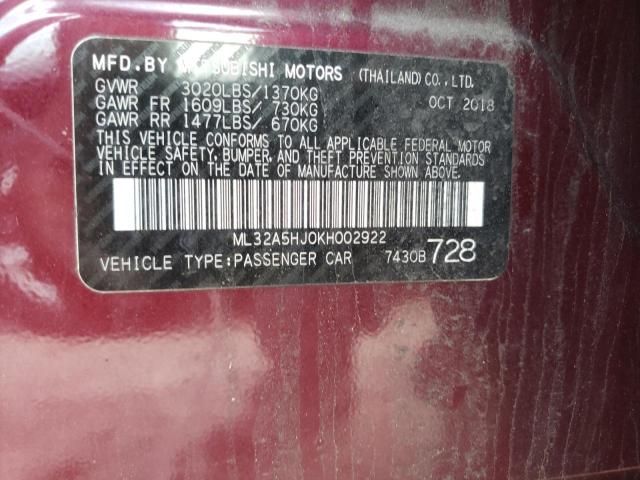 MFD.BY MITSUBISHI MOTORS (THAILAND) CO., LTD.
GVWR 3020LBS/1370KG OCT 2018
GAWR FR 1609LBS/ 730KG
GAWR RR 1477LBS/ 670KG
THIS VEHICLE CONFORMS TO ALL APPLICABLE FEDERAL MOTOR
VEHICLE SAFETY, BUMPER, AND THEFT PREVENTION STANDARDS
IN EFFECT ON THE DATE OF MANUFACTURE SHOWN ABOVE.
ML32A5HJ0KH002922
VEHICLE TYPE:PASSENGER CAR 7430B 728